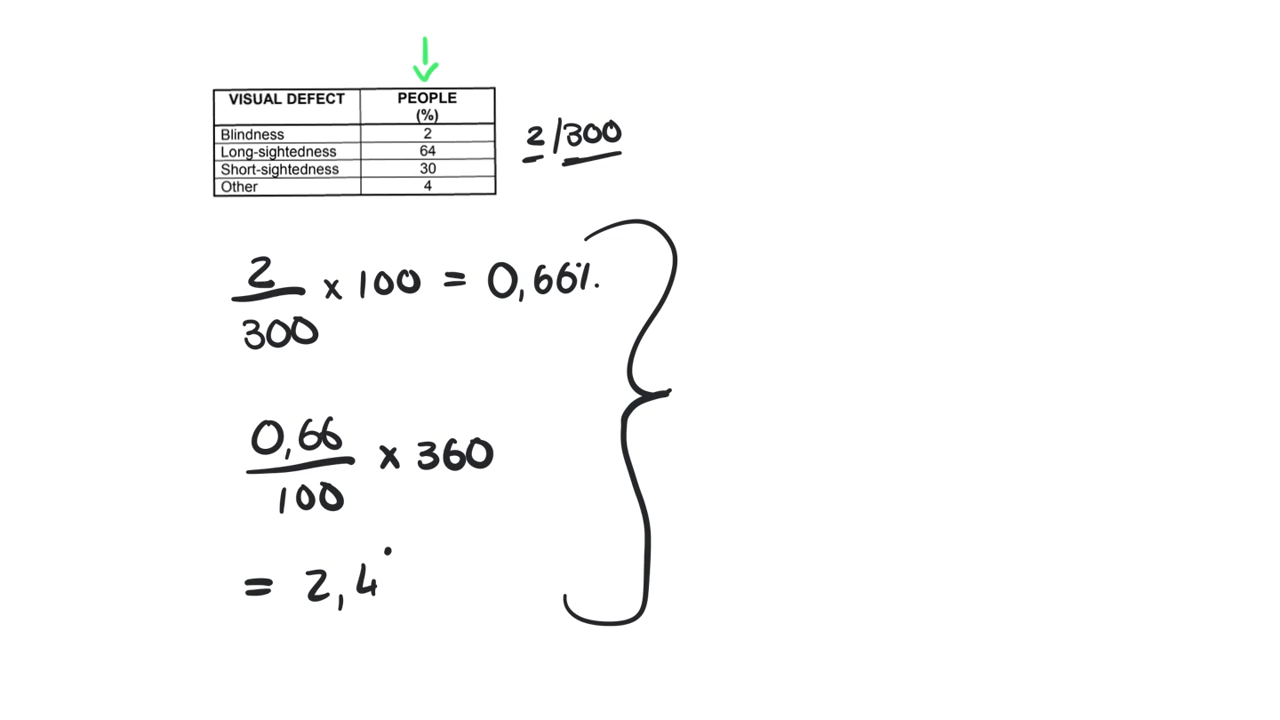 VISUAL DEFECT PEOPLE (%)
Blindness 2
Long-sightedness 64
Short-sightedness 30
Other 4
2/300
2/300 x 100 = 0,66%.
0,66/100 x 360
= 2,4°